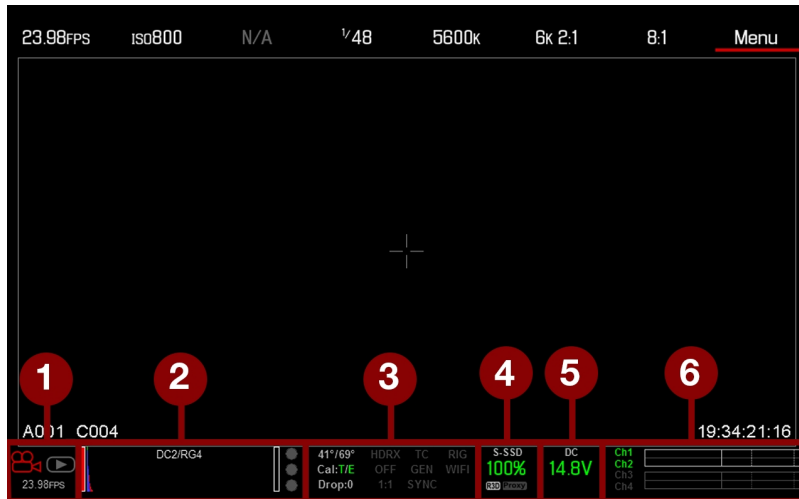 23.98FPS ISO800 N/A 1/48 5600K 6K 2:1 8:1 Menu
1 2 3 4 5 6
A001 C004 19:34:21:16
DC2/RG4
23.98FPS
41°/69° HDRX TC RIG
Cal:T/E OFF GEN WIFI
Drop:0 1:1 SYNC
S-SSD
100%
R3D Proxy
DC
14.8V
Ch1
Ch2
Ch3
Ch4